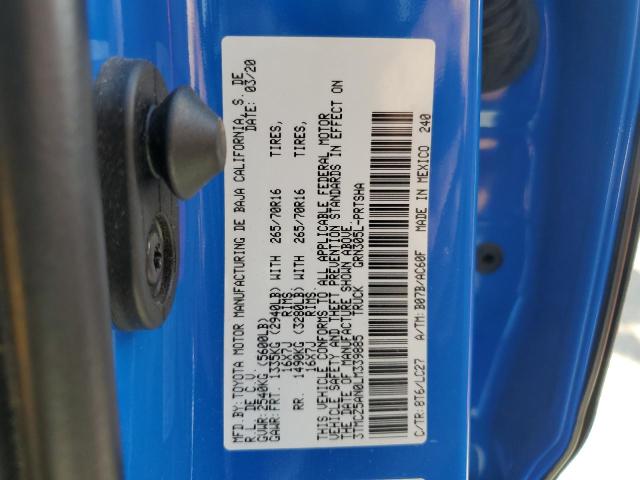 MFD.BY:TOYOTA MOTOR MANUFACTURING DE BAJA CALIFORNIA, S. DE
R. L. DE C.V. DATE: 03/20
GVWR:2540KG (5600LB)
GAWR:FRT. 1335KG (2940LB) WITH 265/70R16 TIRES,
16X7J RIMS
RR. 1490KG (3280LB) WITH 265/70R16 TIRES,
16X7J RIMS
THIS VEHICLE CONFORMS TO ALL APPLICABLE FEDERAL MOTOR
VEHICLE SAFETY AND THEFT PREVENTION STANDARDS IN EFFECT ON
THE DATE OF MANUFACTURE SHOWN ABOVE.
3TMCZ5AN0LM339885 TRUCK GRN305L-PRTSHA
C/TR:8T6/LC27 A/TM:B07B/AC60F MADE IN MEXICO 240